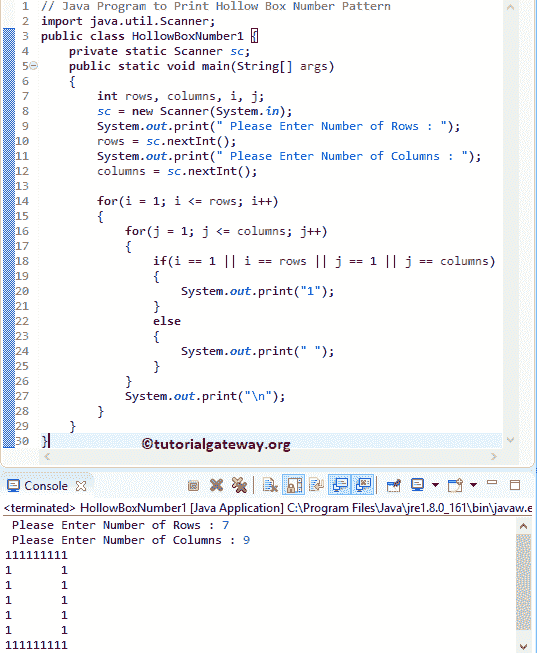 1 // Java Program to Print Hollow Box Number Pattern
2 import java.util.Scanner;
3 public class HollowBoxNumber1 {
4     private static Scanner sc;
5     public static void main(String[] args)
6     {
7         int rows, columns, i, j;
8         sc = new Scanner(System.in);
9         System.out.print(" Please Enter Number of Rows : ");
10         rows = sc.nextInt();
11         System.out.print(" Please Enter Number of Columns : ");
12         columns = sc.nextInt();
13
14         for(i = 1; i <= rows; i++)
15         {
16             for(j = 1; j <= columns; j++)
17             {
18                 if(i == 1 || i == rows || j == 1 || j == columns)
19                 {
20                     System.out.print("1");
21                 }
22                 else
23                 {
24                     System.out.print(" ");
25                 }
26             }
27             System.out.print("\n");
28         }
29     }
30 }
©tutorialgateway.org
Console
<terminated> HollowBoxNumber1 [Java Application] C:\Program Files\Java\jre1.8.0_161\bin\javaw.e
 Please Enter Number of Rows : 7
 Please Enter Number of Columns : 9
111111111
1       1
1       1
1       1
1       1
1       1
111111111